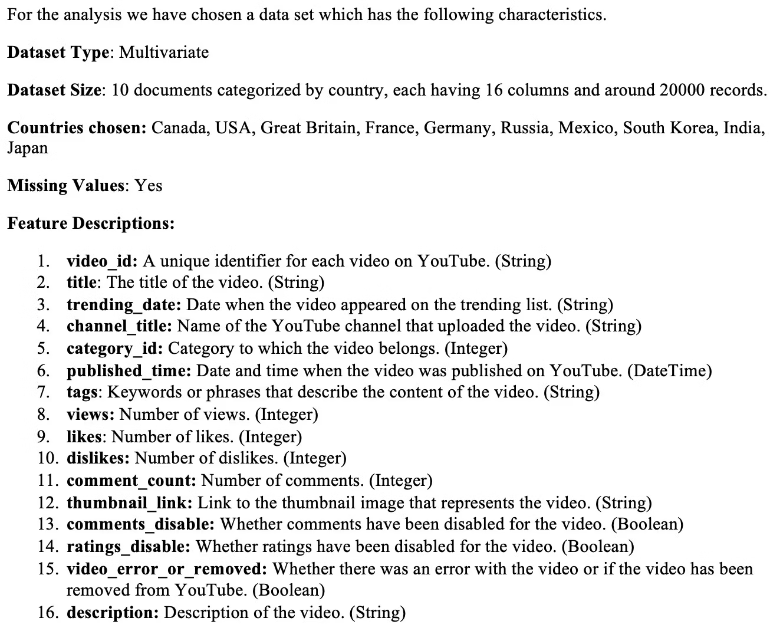 For the analysis we have chosen a data set which has the following characteristics.
Dataset Type: Multivariate
Dataset Size: 10 documents categorized by country, each having 16 columns and around 20000 records.
Countries chosen: Canada, USA, Great Britain, France, Germany, Russia, Mexico, South Korea, India,
Japan
Missing Values: Yes
Feature Descriptions:
1. video_id: A unique identifier for each video on YouTube. (String)
2. title: The title of the video. (String)
3. trending_date: Date when the video appeared on the trending list. (String)
4. channel_title: Name of the YouTube channel that uploaded the video. (String)
5. category_id: Category to which the video belongs. (Integer)
6. published_time: Date and time when the video was published on YouTube. (DateTime)
7. tags: Keywords or phrases that describe the content of the video. (String)
8. views: Number of views. (Integer)
9. likes: Number of likes. (Integer)
10. dislikes: Number of dislikes. (Integer)
11. comment_count: Number of comments. (Integer)
12. thumbnail_link: Link to the thumbnail image that represents the video. (String)
13. comments_disable: Whether comments have been disabled for the video. (Boolean)
14. ratings_disable: Whether ratings have been disabled for the video. (Boolean)
15. video_error_or_removed: Whether there was an error with the video or if the video has been
removed from YouTube. (Boolean)
16. description: Description of the video. (String)